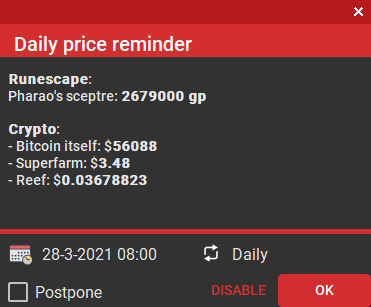 Daily price reminder
Runescape:
Pharao's sceptre: 2679000 gp
Crypto:
- Bitcoin itself: $56088
- Superfarm: $3.48
- Reef: $0.03678823
28-3-2021 08:00 Daily
Postpone DISABLE OK